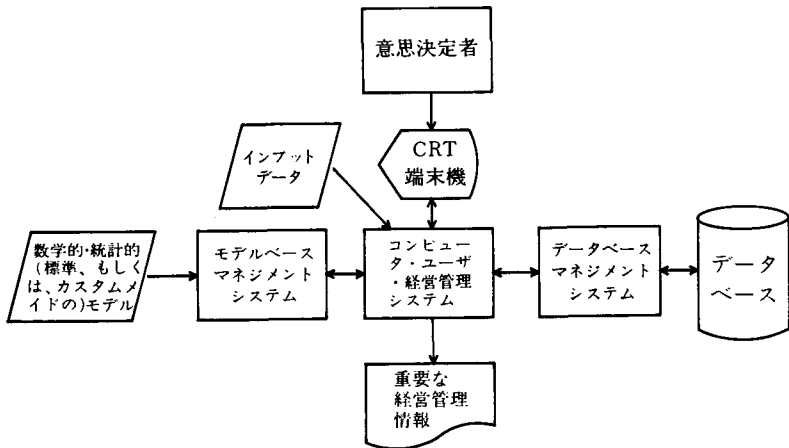 意思決定者
CRT
端末機
インプット
データ
数学的・統計的
(標準、もしく
は、カスタムメ
イドの)モデル
モデルベース
マネジメント
システム
コンピュー
タ・ユーザ
・経営管理
システム
データベース
マネジメント
システム
データ
ベース
重要な
経営管理
情報